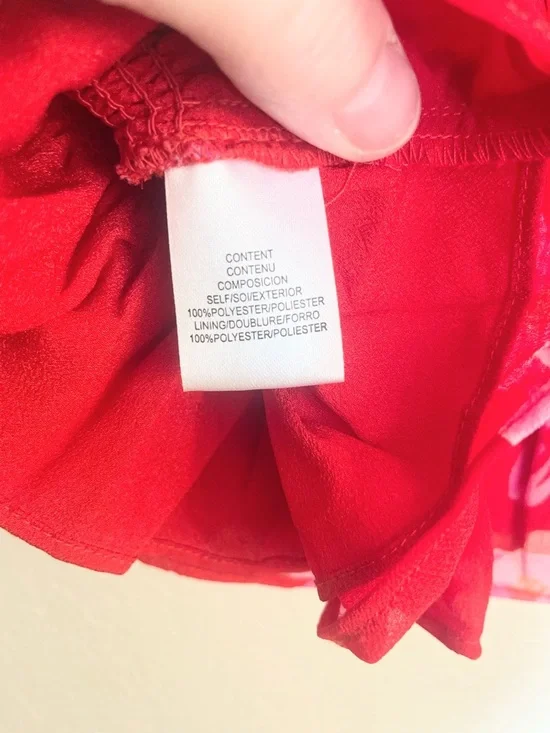 CONTENT
CONTENU
COMPOSICION
SELF/SOI/EXTERIOR
100%POLYESTER/POLIESTER
LINING/DOUBLURE/FORRO
100%POLYESTER/POLIESTER